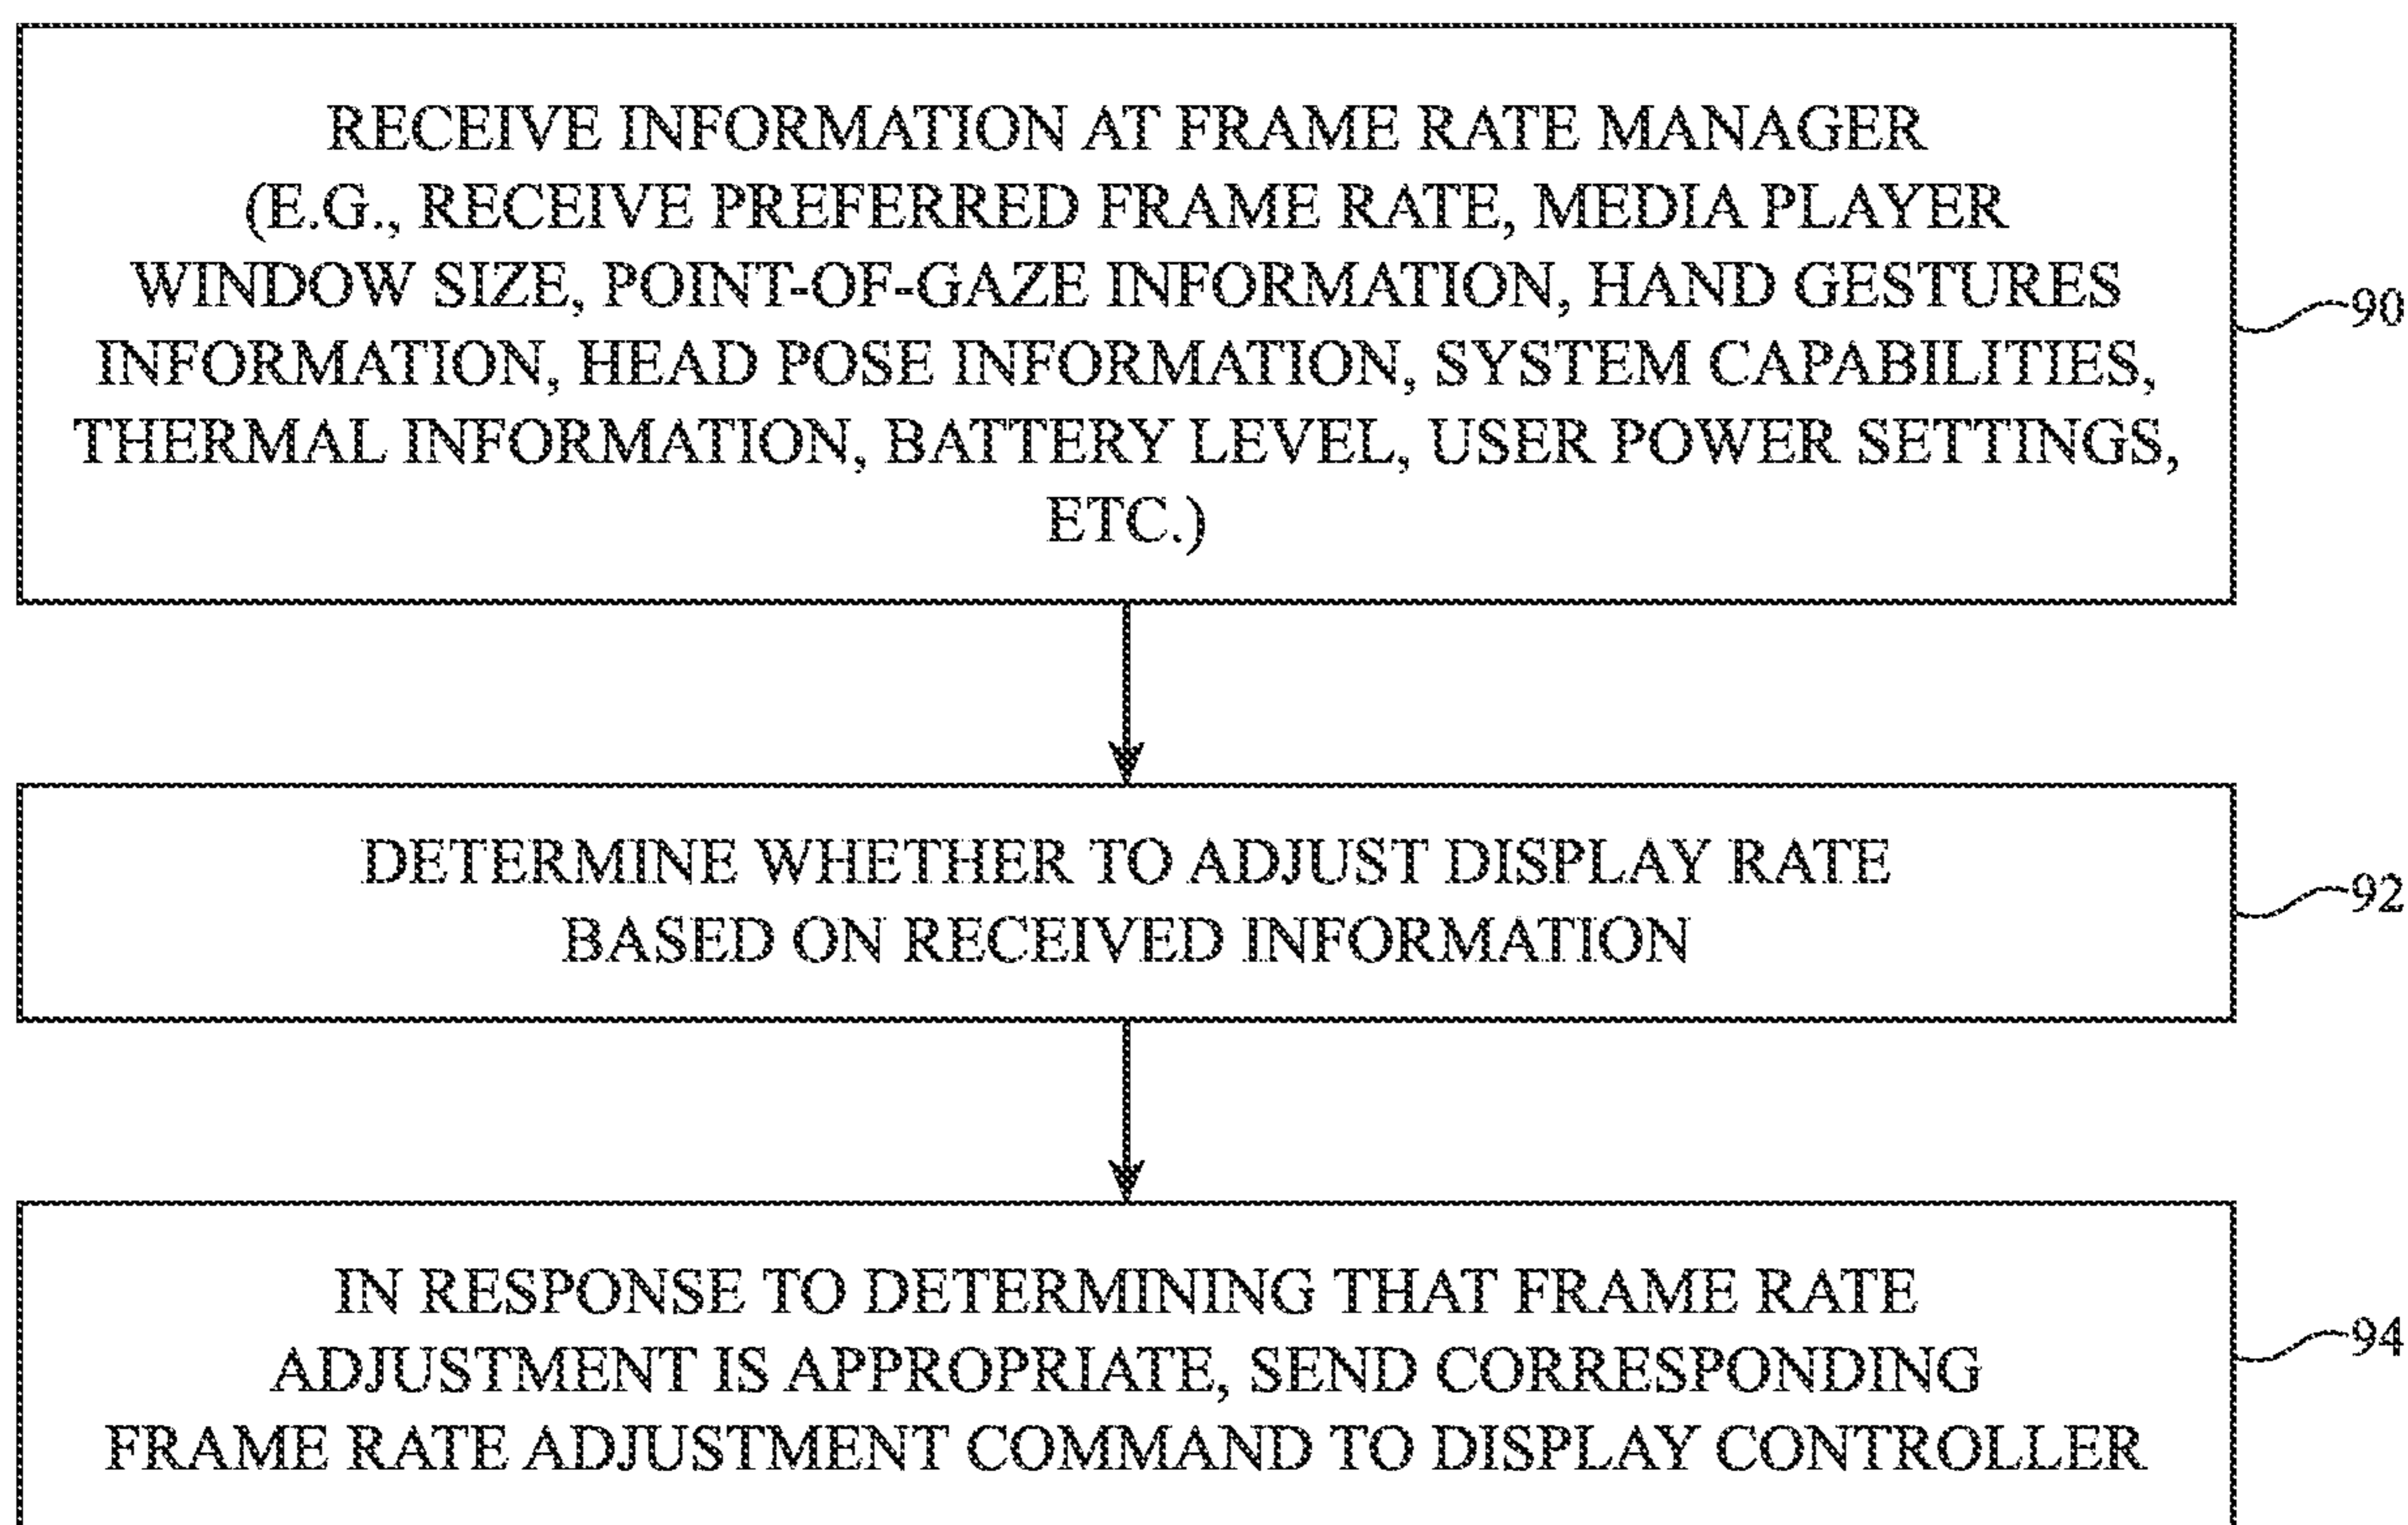 RECEIVE INFORMATION AT FRAME RATE MANAGER
(E.G., RECEIVE PREFERRED FRAME RATE, MEDIA PLAYER
WINDOW SIZE, POINT-OF-GAZE INFORMATION, HAND GESTURES
INFORMATION, HEAD POSE INFORMATION, SYSTEM CAPABILITIES,
THERMAL INFORMATION, BATTERY LEVEL, USER POWER SETTINGS,
ETC.)
90
DETERMINE WHETHER TO ADJUST DISPLAY RATE
BASED ON RECEIVED INFORMATION
92
IN RESPONSE TO DETERMINING THAT FRAME RATE
ADJUSTMENT IS APPROPRIATE, SEND CORRESPONDING
FRAME RATE ADJUSTMENT COMMAND TO DISPLAY CONTROLLER
94